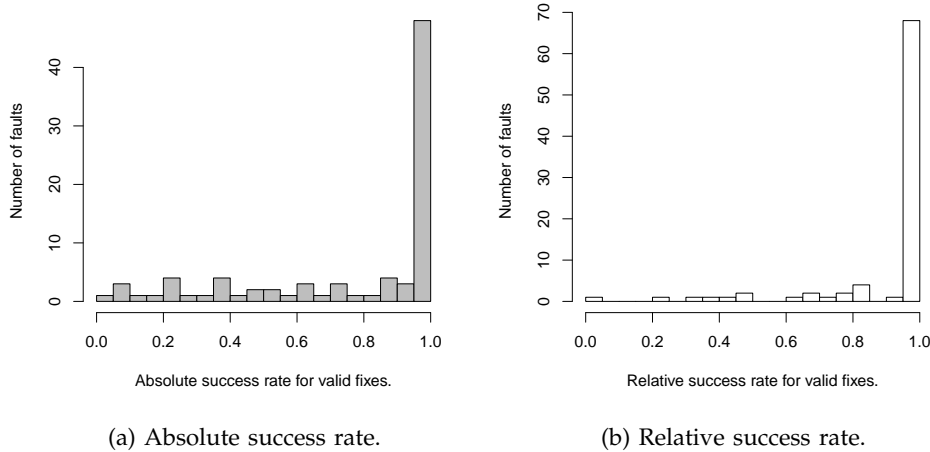 Number of faults
40
30
20
10
0
0.0 0.2 0.4 0.6 0.8 1.0
Absolute success rate for valid fixes.
(a) Absolute success rate.
Number of faults
70
60
50
40
30
20
10
0
0.0 0.2 0.4 0.6 0.8 1.0
Relative success rate for valid fixes.
(b) Relative success rate.